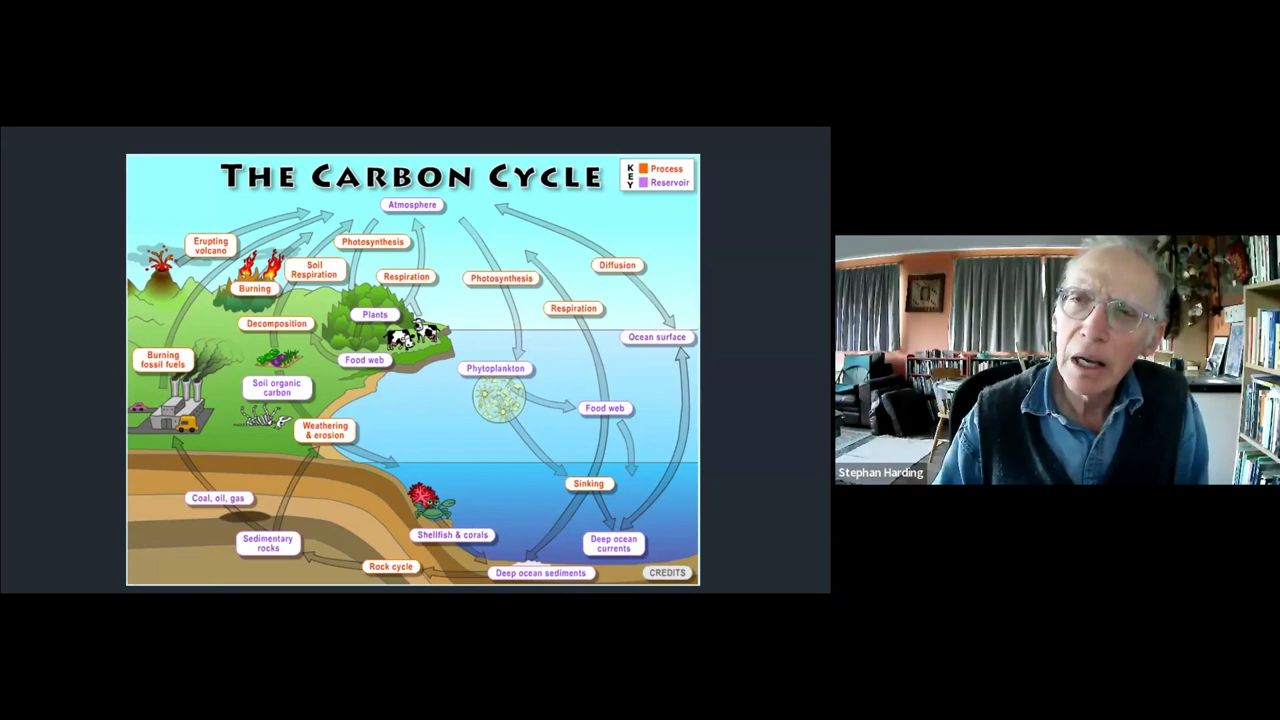 THE CARBON CYCLE
KEY
Process
Reservoir
Atmosphere
Erupting
volcano
Photosynthesis
Soil
Respiration
Respiration
Photosynthesis
Diffusion
Burning
Respiration
Plants
Decomposition
Ocean surface
Burning
fossil fuels
Food web
Phytoplankton
Soil organic
carbon
Food web
Weathering
& erosion
Stephan Harding
Sinking
Coal, oil, gas
Shellfish & corals
Sedimentary
rocks
Deep ocean
currents
Rock cycle
Deep ocean sediments
CREDITS